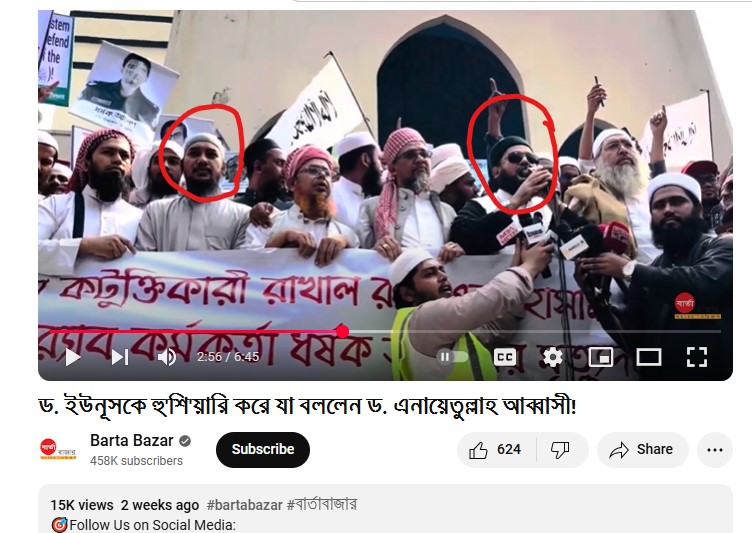 stem
efend
f the
)!
কটুক্তিকারী রাখাল
কর্মকর্তা ধর্ষক
বার্তা
2:56 / 6:45
CC
ড. ইউনূসকে হুঁ'শি'য়ারি করে যা বললেন ড. এনায়েতুল্লাহ আব্বাসী!
বার্তা
বাজার
Barta Bazar
458K subscribers
Subscribe
624
Share
15K views 2 weeks ago #bartabazar #বার্তাবাজার
🎯Follow Us on Social Media: